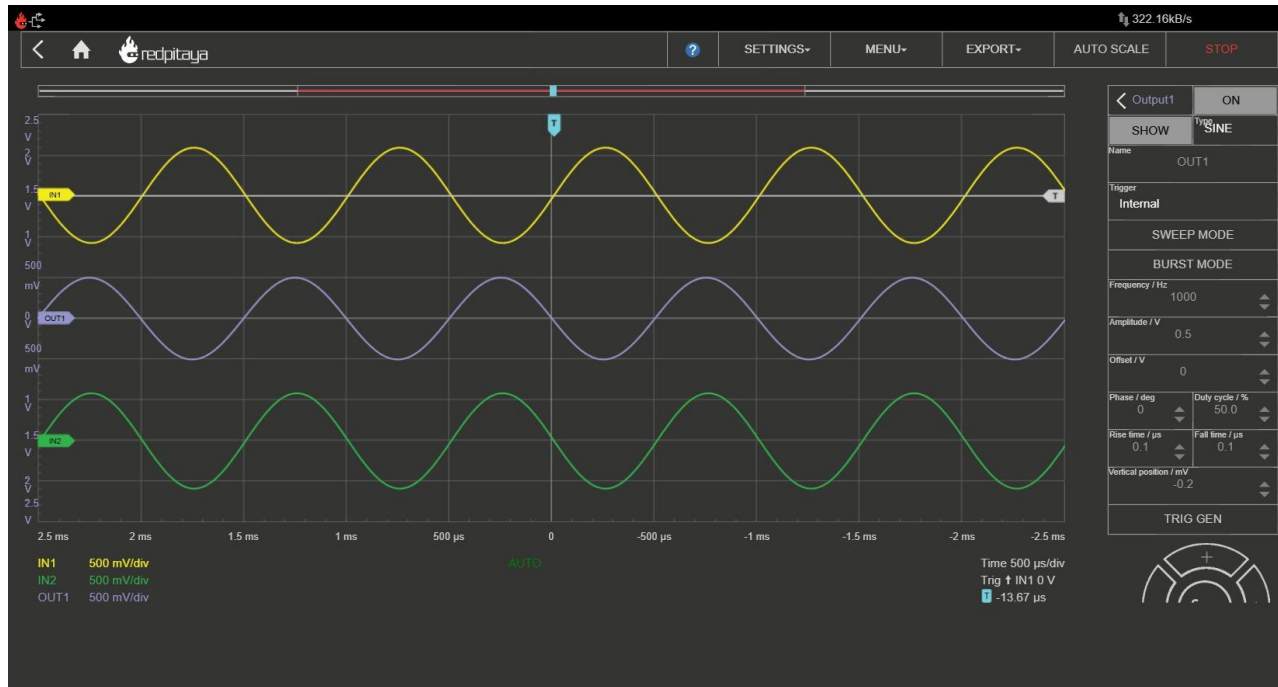 322.16kB/s
redpitaya
?
SETTINGS
MENU
EXPORT
AUTO SCALE
STOP
Output1
ON
SHOW
Type
SINE
Name
OUT1
Trigger
Internal
SWEEP MODE
BURST MODE
Frequency / Hz
1000
Amplitude / V
0.5
Offset / V
0
Phase / deg
0
Duty cycle / %
50.0
Rise time / µs
0.1
Fall time / µs
0.1
Vertical position / mV
-0.2
TRIG GEN
+
T
2.5
V
2
V
1.5
V
IN1
T
1
V
500
mV
0
V
OUT1
500
mV
1
V
1.5
V
IN2
2
V
2.5
V
2.5 ms
2 ms
1.5 ms
1 ms
500 µs
0
-500 µs
-1 ms
-1.5 ms
-2 ms
-2.5 ms
IN1 500 mV/div
IN2 500 mV/div
OUT1 500 mV/div
AUTO
Time 500 µs/div
Trig ↑ IN1 0 V
T -13.67 µs